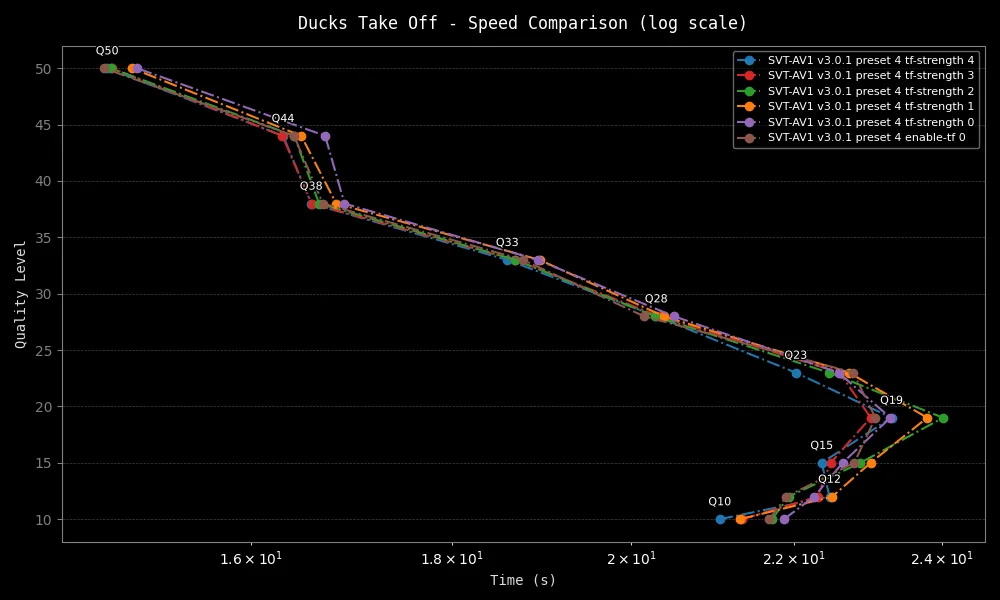 Ducks Take Off - Speed Comparison (log scale)
SVT-AV1 v3.0.1 preset 4 tf-strength 4
SVT-AV1 v3.0.1 preset 4 tf-strength 3
SVT-AV1 v3.0.1 preset 4 tf-strength 2
SVT-AV1 v3.0.1 preset 4 tf-strength 1
SVT-AV1 v3.0.1 preset 4 tf-strength 0
SVT-AV1 v3.0.1 preset 4 enable-tf 0
Quality Level
50
45
40
35
30
25
20
15
10
Q50
Q44
Q38
Q33
Q28
Q23
Q19
Q15
Q12
Q10
1.6 × 10¹
1.8 × 10¹
2 × 10¹
2.2 × 10¹
2.4 × 10¹
Time (s)